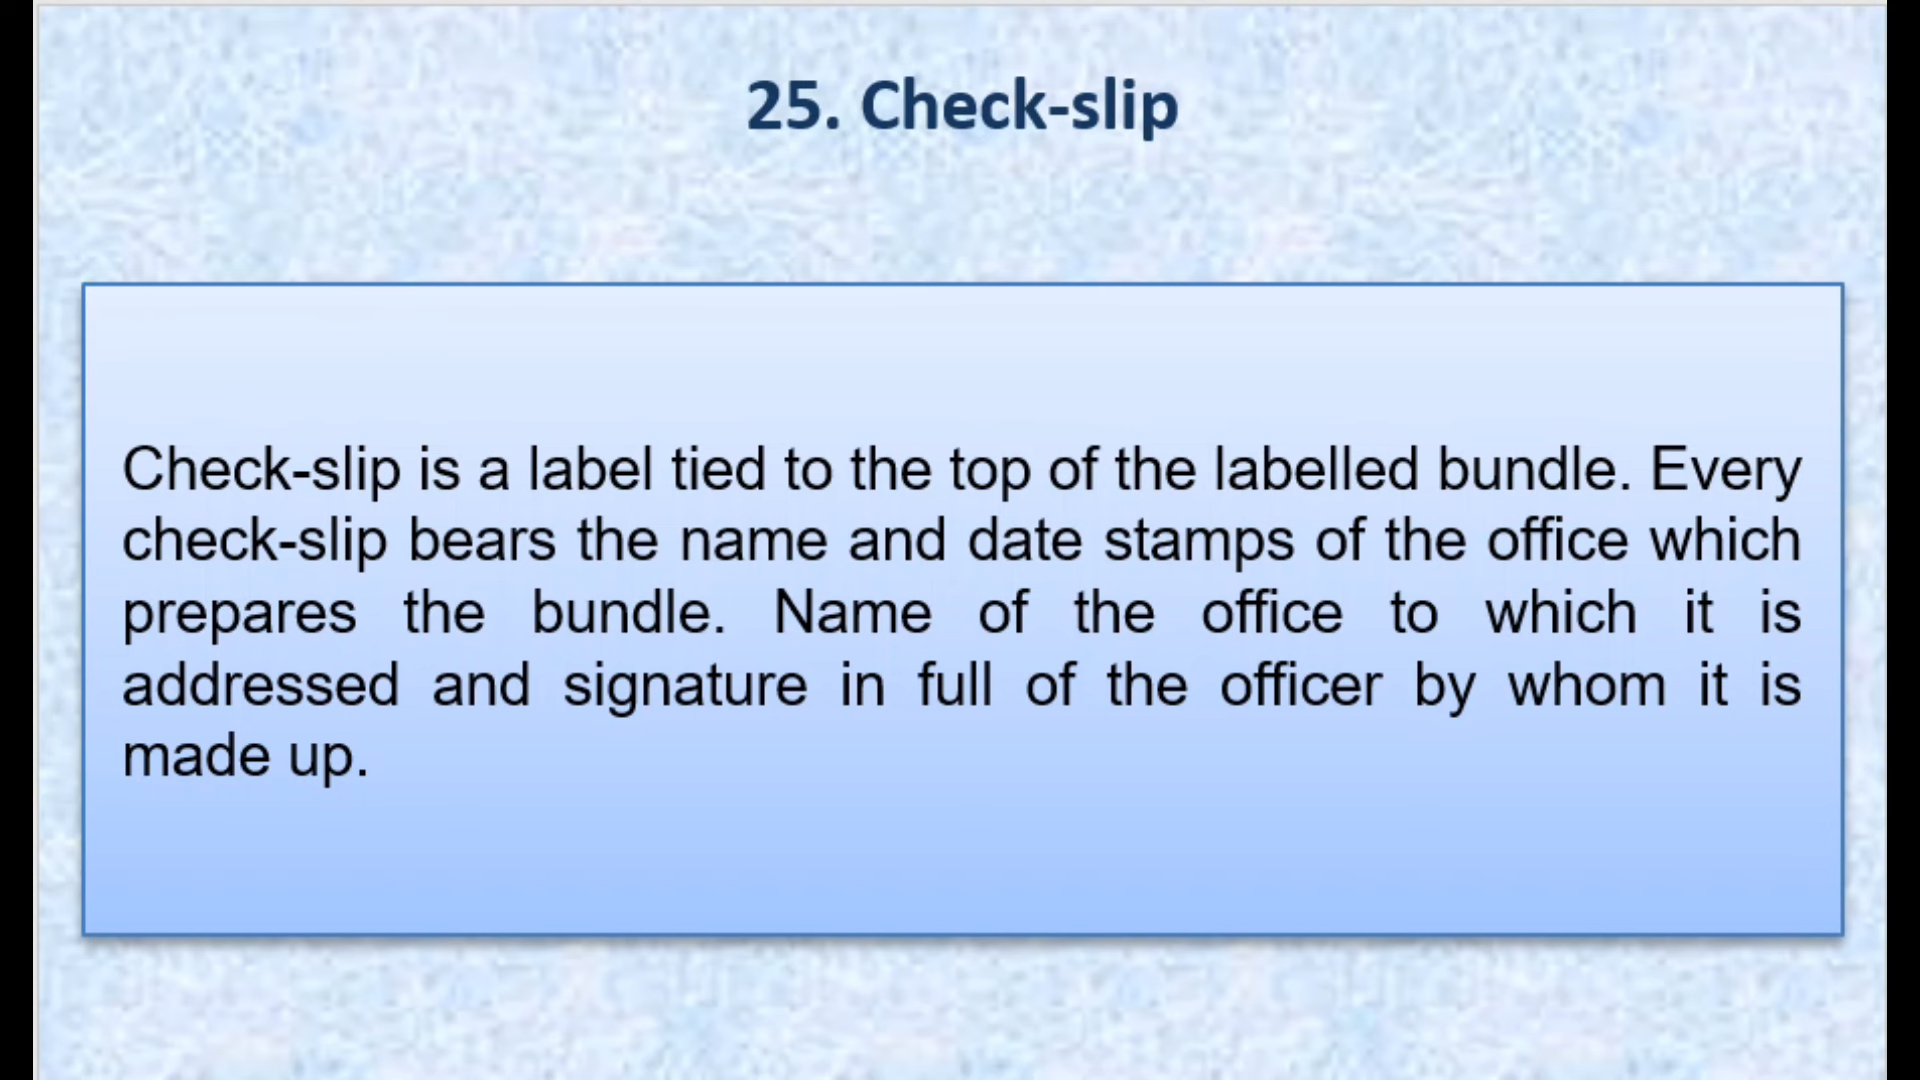 25. Check-slip
Check-slip is a label tied to the top of the labelled bundle. Every
check-slip bears the name and date stamps of the office which
prepares the bundle. Name of the office to which it is
addressed and signature in full of the officer by whom it is
made up.